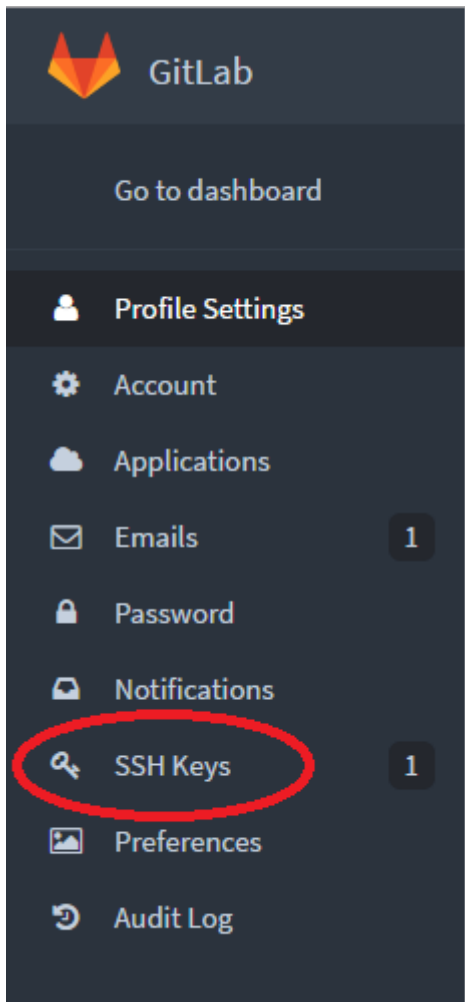 GitLab
Go to dashboard
Profile Settings
Account
Applications
Emails 1
Password
Notifications
SSH Keys 1
Preferences
Audit Log